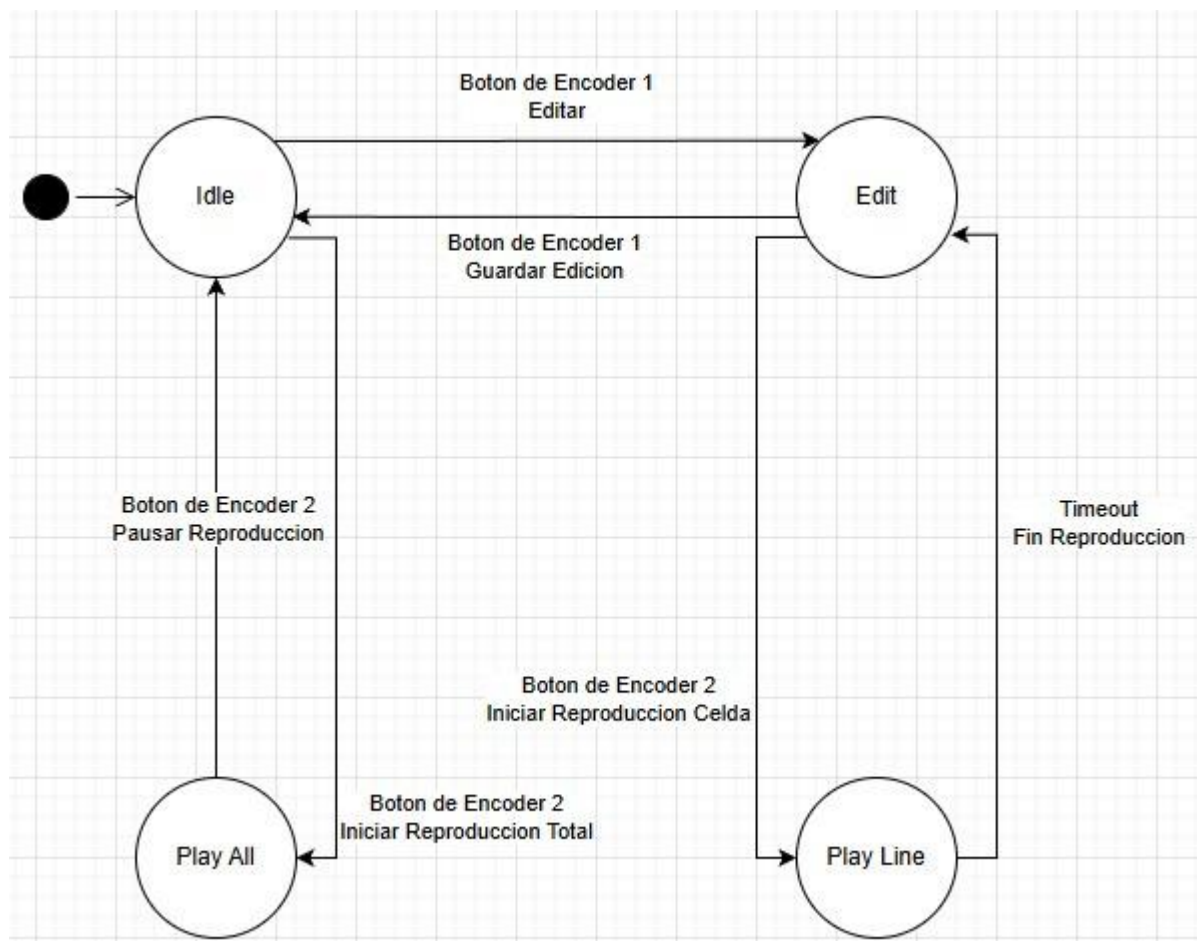 Boton de Encoder 1
Editar
Idle
Edit
Boton de Encoder 1
Guardar Edicion
Boton de Encoder 2
Pausar Reproduccion
Timeout
Fin Reproduccion
Boton de Encoder 2
Iniciar Reproduccion Celda
Boton de Encoder 2
Iniciar Reproduccion Total
Play All
Play Line